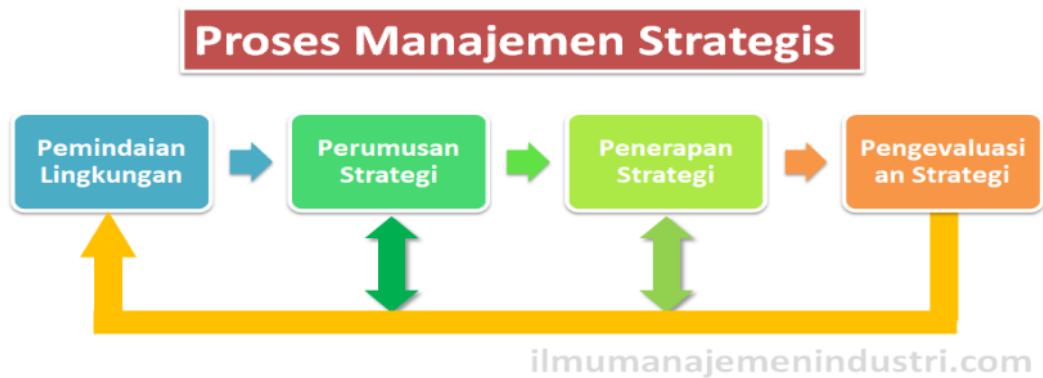 Proses Manajemen Strategis
Pemindaian
Lingkungan
Perumusan
Strategi
Penerapan
Strategi
Pengevaluasi
an Strategi
ilmumanajemenindustri.com